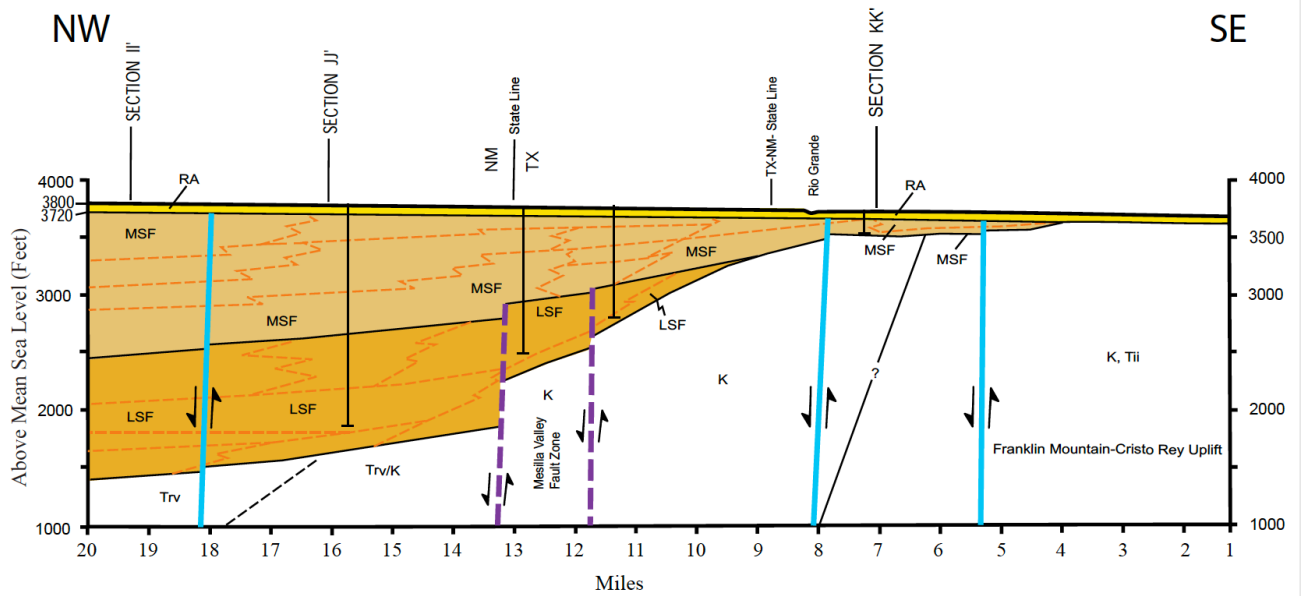 NW
SE
SECTION II'
SECTION JJ'
State Line
NM
TX
TX-NM- State Line
Rio Grande
SECTION KK'
4000
3800
3720
3000
2000
1000
Above Mean Sea Level (Feet)
4000
3500
3000
2000
1000
RA
RA
MSF
MSF
MSF
MSF
MSF
MSF
LSF
LSF
LSF
LSF
K
K
K, Tii
?
Trv
Trv/K
Mesilla Valley
Fault Zone
Franklin Mountain-Cristo Rey Uplift
20 19 18 17 16 15 14 13 12 11 10 9 8 7 6 5 4 3 2 1
Miles